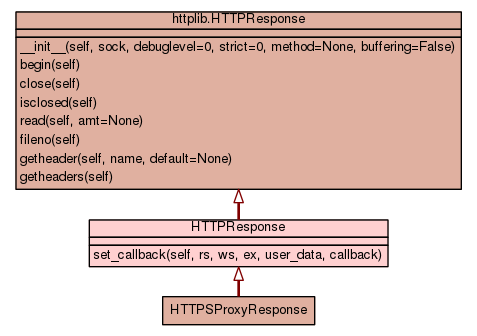 httplib.HTTPResponse
__init__(self, sock, debuglevel=0, strict=0, method=None, buffering=False)
begin(self)
close(self)
isclosed(self)
read(self, amt=None)
fileno(self)
getheader(self, name, default=None)
getheaders(self)
HTTPResponse
set_callback(self, rs, ws, ex, user_data, callback)
HTTPSProxyResponse